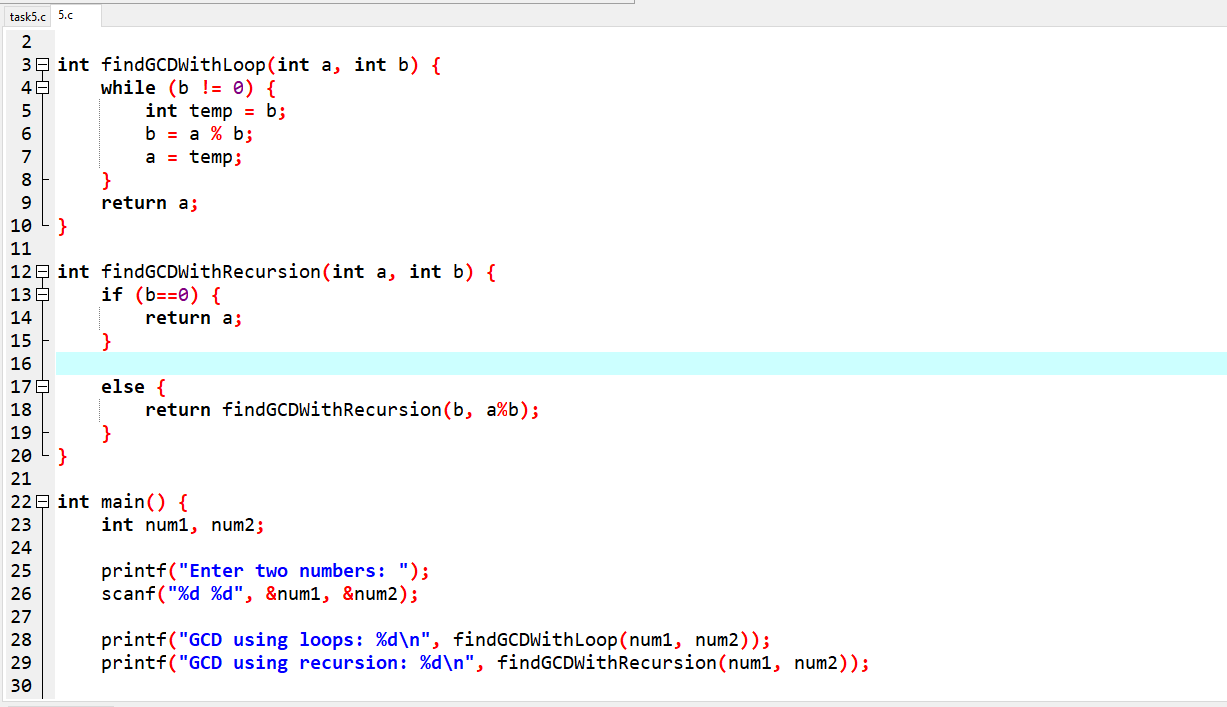 task5.c 5.c
2
3 int findGCDWithLoop(int a, int b) {
4 while (b != 0) {
5 int temp = b;
6 b = a % b;
7 a = temp;
8 }
9 return a;
10 }
11
12 int findGCDWithRecursion(int a, int b) {
13 if (b==0) {
14 return a;
15 }
16
17 else {
18 return findGCDWithRecursion(b, a%b);
19 }
20 }
21
22 int main() {
23 int num1, num2;
24
25 printf("Enter two numbers: ");
26 scanf("%d %d", &num1, &num2);
27
28 printf("GCD using loops: %d\n", findGCDWithLoop(num1, num2));
29 printf("GCD using recursion: %d\n", findGCDWithRecursion(num1, num2));
30